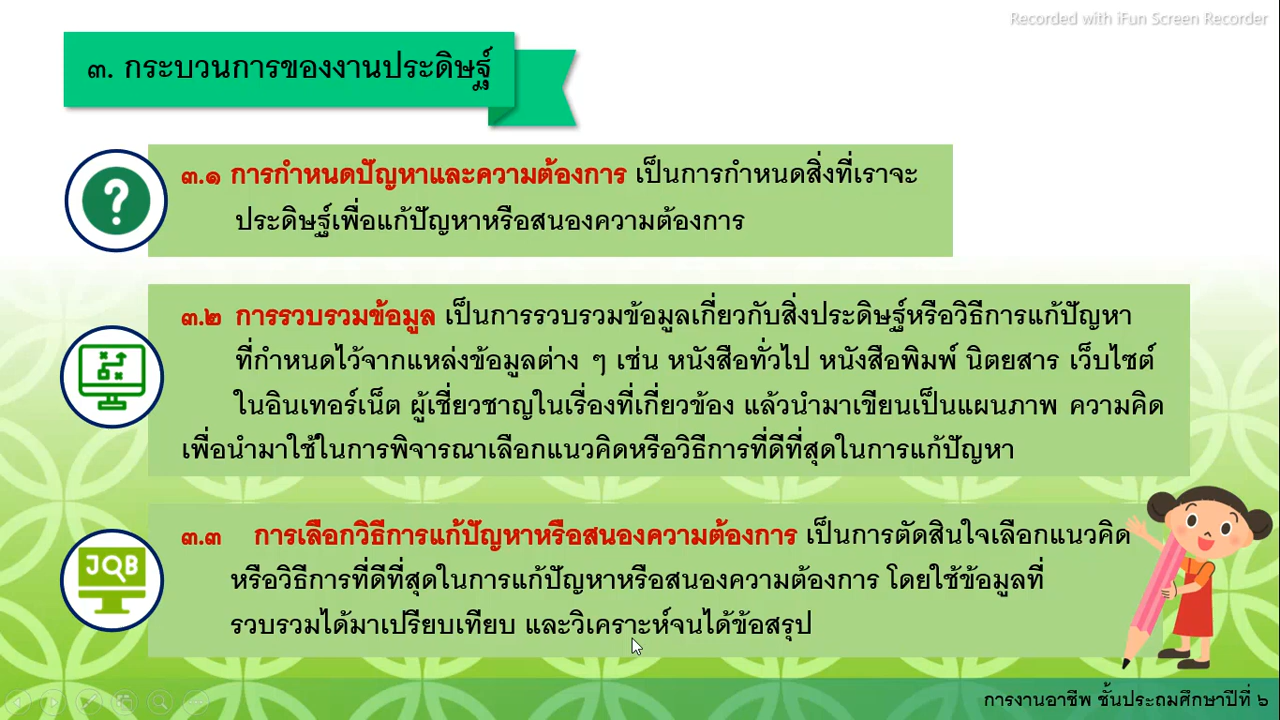 Recorded with iFun Screen Recorder
๓. กระบวนการของงานประดิษฐ์
๓.๑ การกำหนดปัญหาและความต้องการ เป็นการกำหนดสิ่งที่เราจะ
ประดิษฐ์เพื่อแก้ปัญหาหรือสนองความต้องการ
๓.๒ การรวบรวมข้อมูล เป็นการรวบรวมข้อมูลเกี่ยวกับสิ่งประดิษฐ์หรือวิธีการแก้ปัญหา
ที่กำหนดไว้จากแหล่งข้อมูลต่าง ๆ เช่น หนังสือทั่วไป หนังสือพิมพ์ นิตยสาร เว็บไซต์
ในอินเทอร์เน็ต ผู้เชี่ยวชาญในเรื่องที่เกี่ยวข้อง แล้วนำมาเขียนเป็นแผนภาพ ความคิด
เพื่อนำมาใช้ในการพิจารณาเลือกแนวคิดหรือวิธีการที่ดีที่สุดในการแก้ปัญหา
JQB
๓.๓ การเลือกวิธีการแก้ปัญหาหรือสนองความต้องการ เป็นการตัดสินใจเลือกแนวคิด
หรือวิธีการที่ดีที่สุดในการแก้ปัญหาหรือสนองความต้องการ โดยใช้ข้อมูลที่
รวบรวมได้มาเปรียบเทียบ และวิเคราะห์จนได้ข้อสรุป
การงานอาชีพ ชั้นประถมศึกษาปีที่ ๖